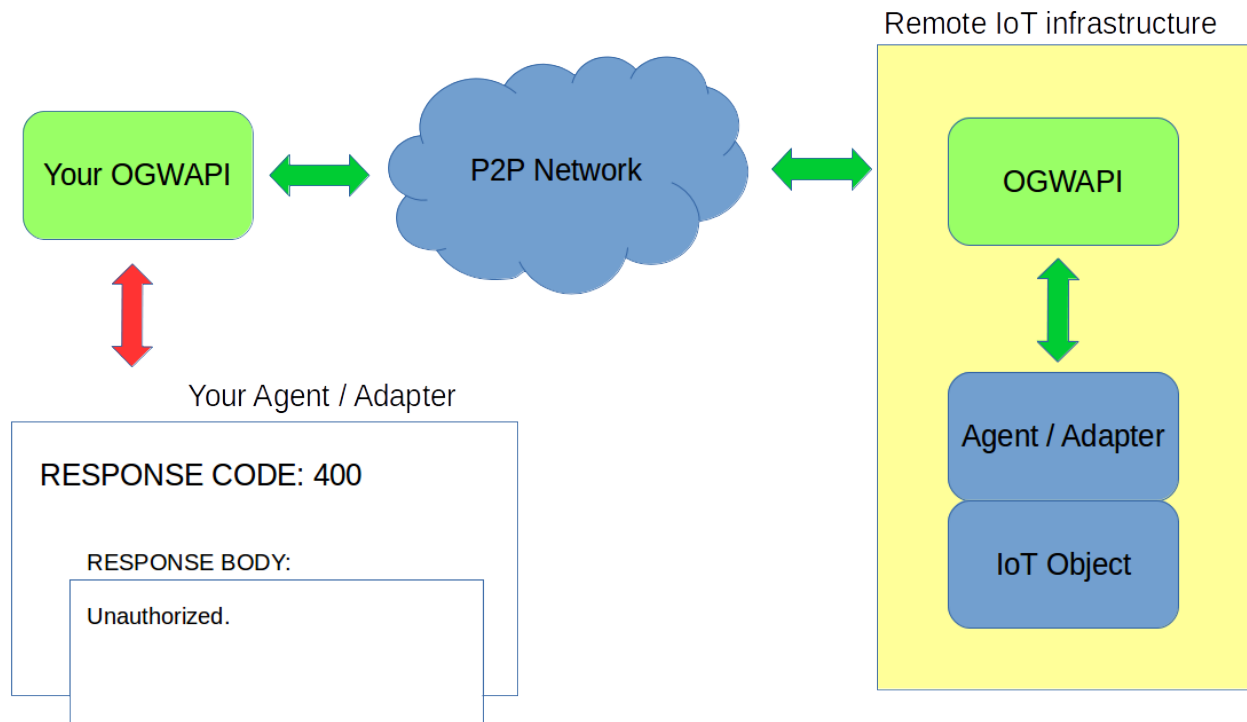 Remote IoT infrastructure
Your OGWAPI
P2P Network
OGWAPI
Your Agent / Adapter
RESPONSE CODE: 400
RESPONSE BODY:
Unauthorized.
Agent / Adapter
IoT Object